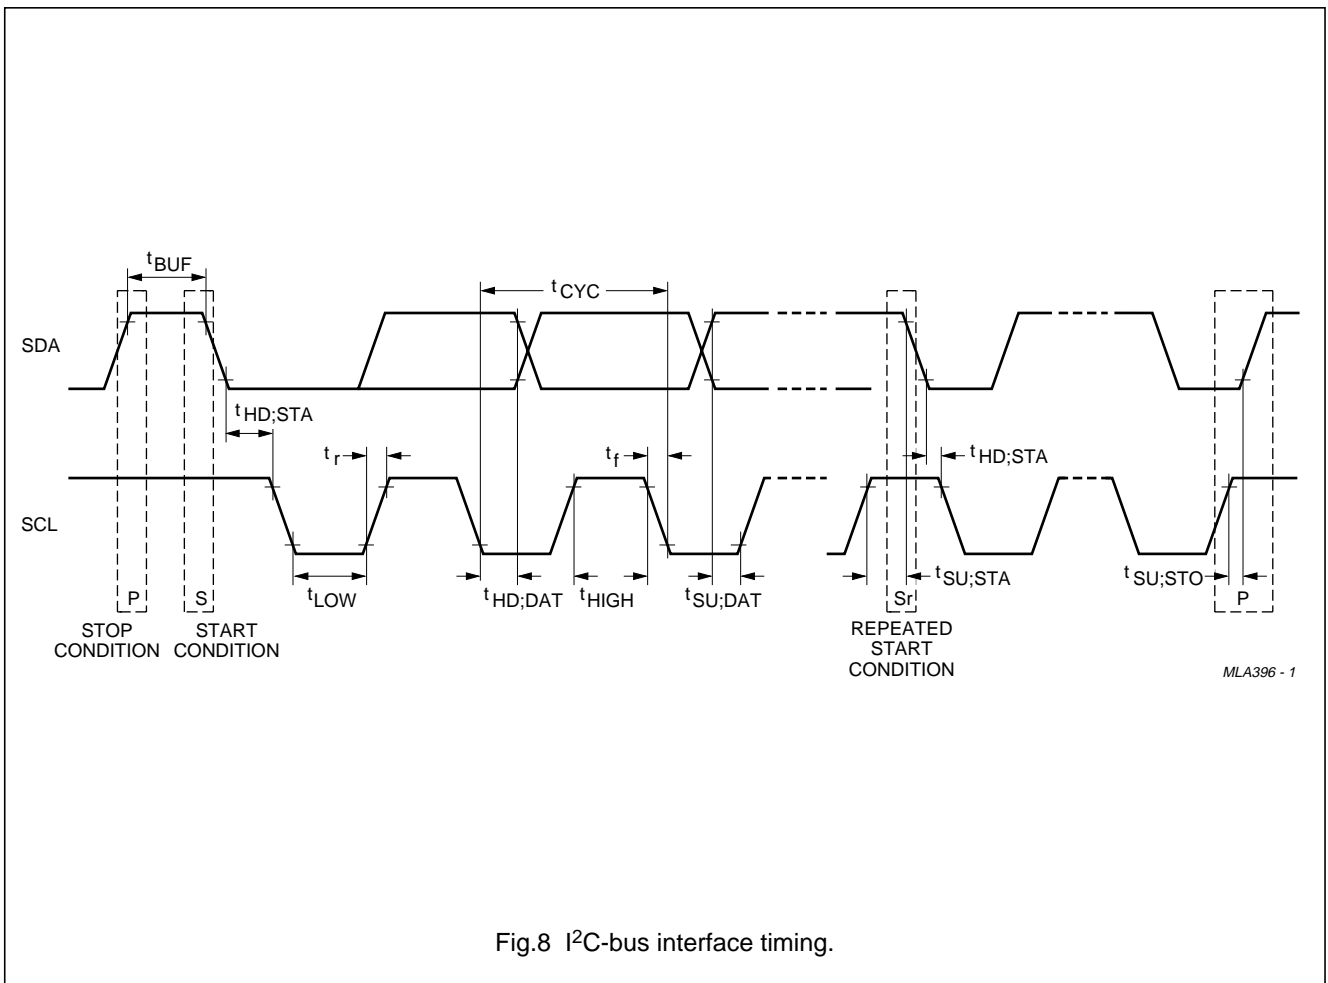 tBUF
tCYC
SDA
tHD;STA
tr
tf
tHD;STA
SCL
tLOW
tHD;DAT
tHIGH
tSU;DAT
tSU;STA
tSU;STO
P
S
Sr
P
STOP
CONDITION
START
CONDITION
REPEATED
START
CONDITION
MLA396 - 1
Fig.8 I²C-bus interface timing.